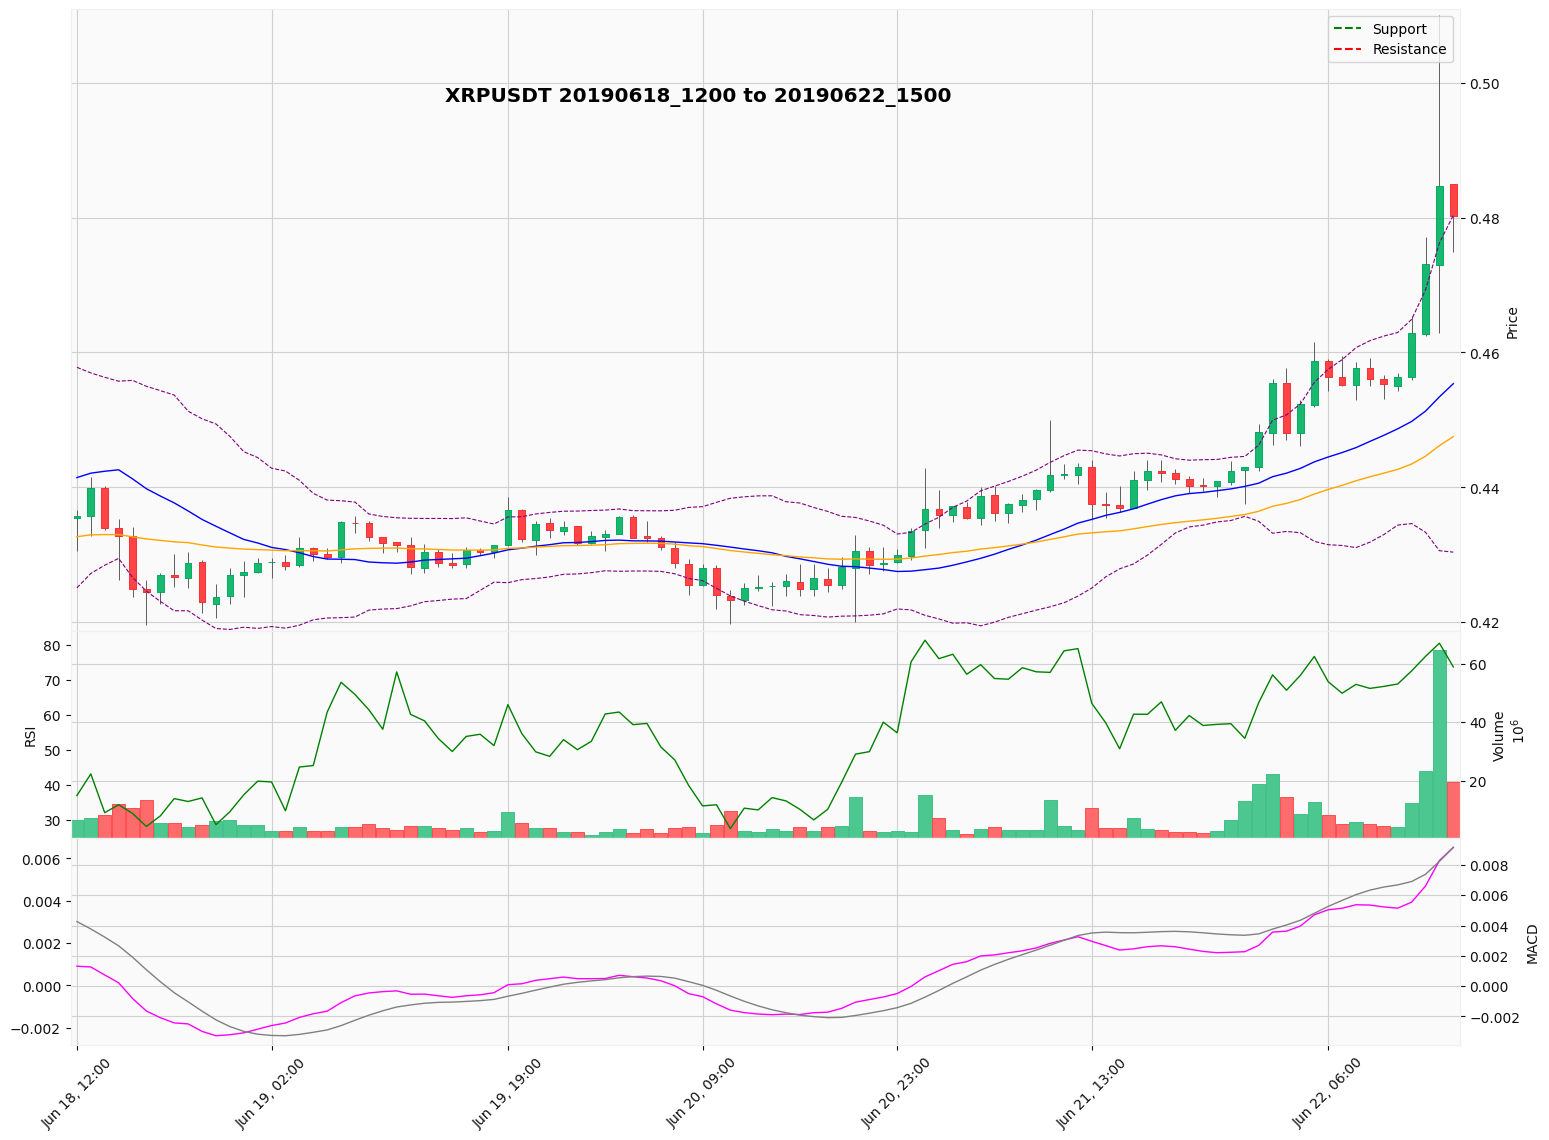 XRPUSDT 20190618_1200 to 20190622_1500
Support
Resistance
0.50
0.48
0.46
0.44
0.42
Price
80
70
60
50
40
30
RSI
60
40
20
Volume
10^6
0.006
0.004
0.002
0.000
−0.002
0.008
0.006
0.004
0.002
0.000
−0.002
MACD
Jun 18, 12:00
Jun 19, 02:00
Jun 19, 19:00
Jun 20, 09:00
Jun 20, 23:00
Jun 21, 13:00
Jun 22, 06:00